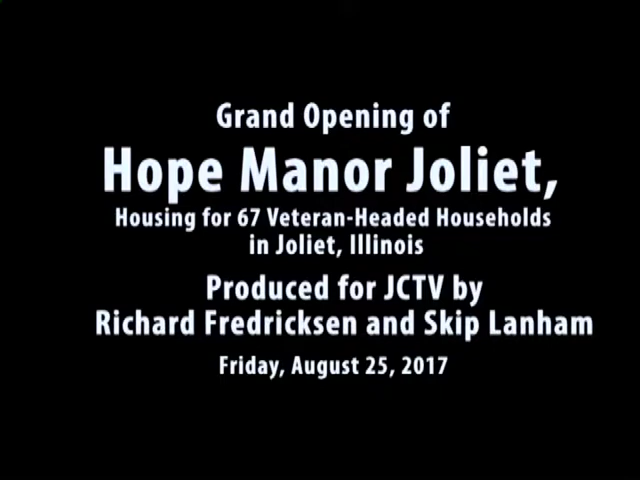 Grand Opening of
Hope Manor Joliet,
Housing for 67 Veteran-Headed Households
in Joliet, Illinois
Produced for JCTV by
Richard Fredricksen and Skip Lanham
Friday, August 25, 2017